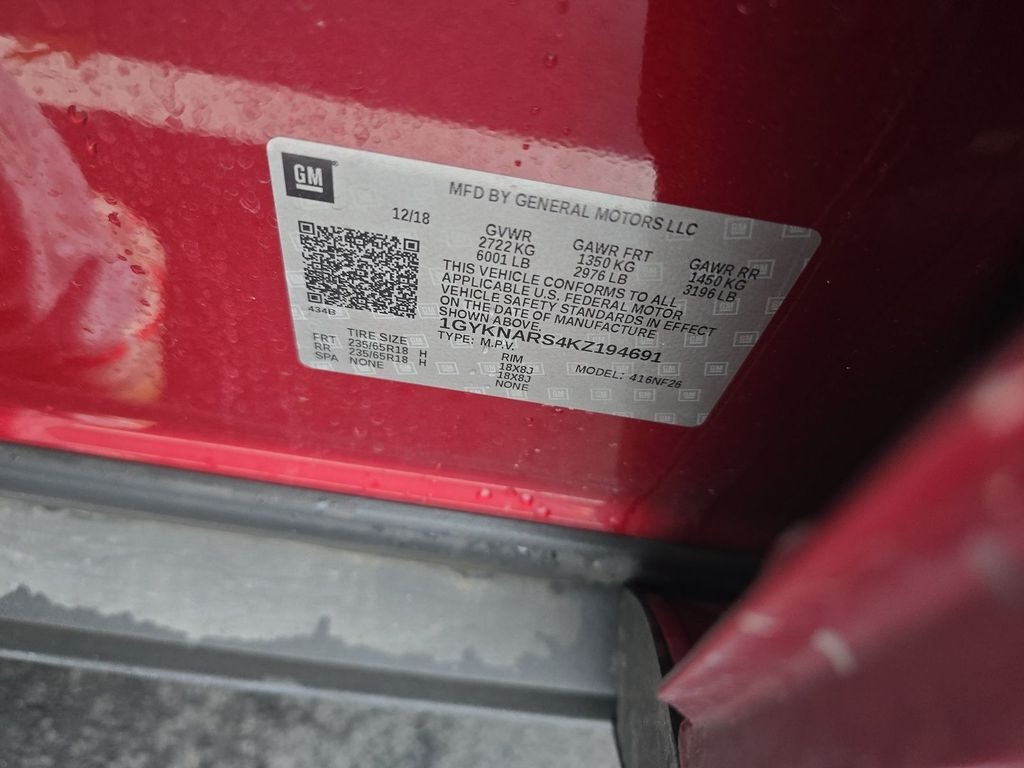 GM
MFD BY GENERAL MOTORS LLC
12/18
GVWR GAWR FRT GAWR RR
2722 KG 1350 KG 1450 KG
6001 LB 2976 LB 3196 LB
THIS VEHICLE CONFORMS TO ALL
APPLICABLE U.S. FEDERAL MOTOR
VEHICLE SAFETY STANDARDS IN EFFECT
ON THE DATE OF MANUFACTURE
SHOWN ABOVE.
434B
1GYKNARS4KZ194691
TYPE: M.P.V. MODEL: 416NF26
TIRE SIZE RIM
FRT 235/65R18 H 18X8J
RR 235/65R18 H 18X8J
SPA NONE NONE